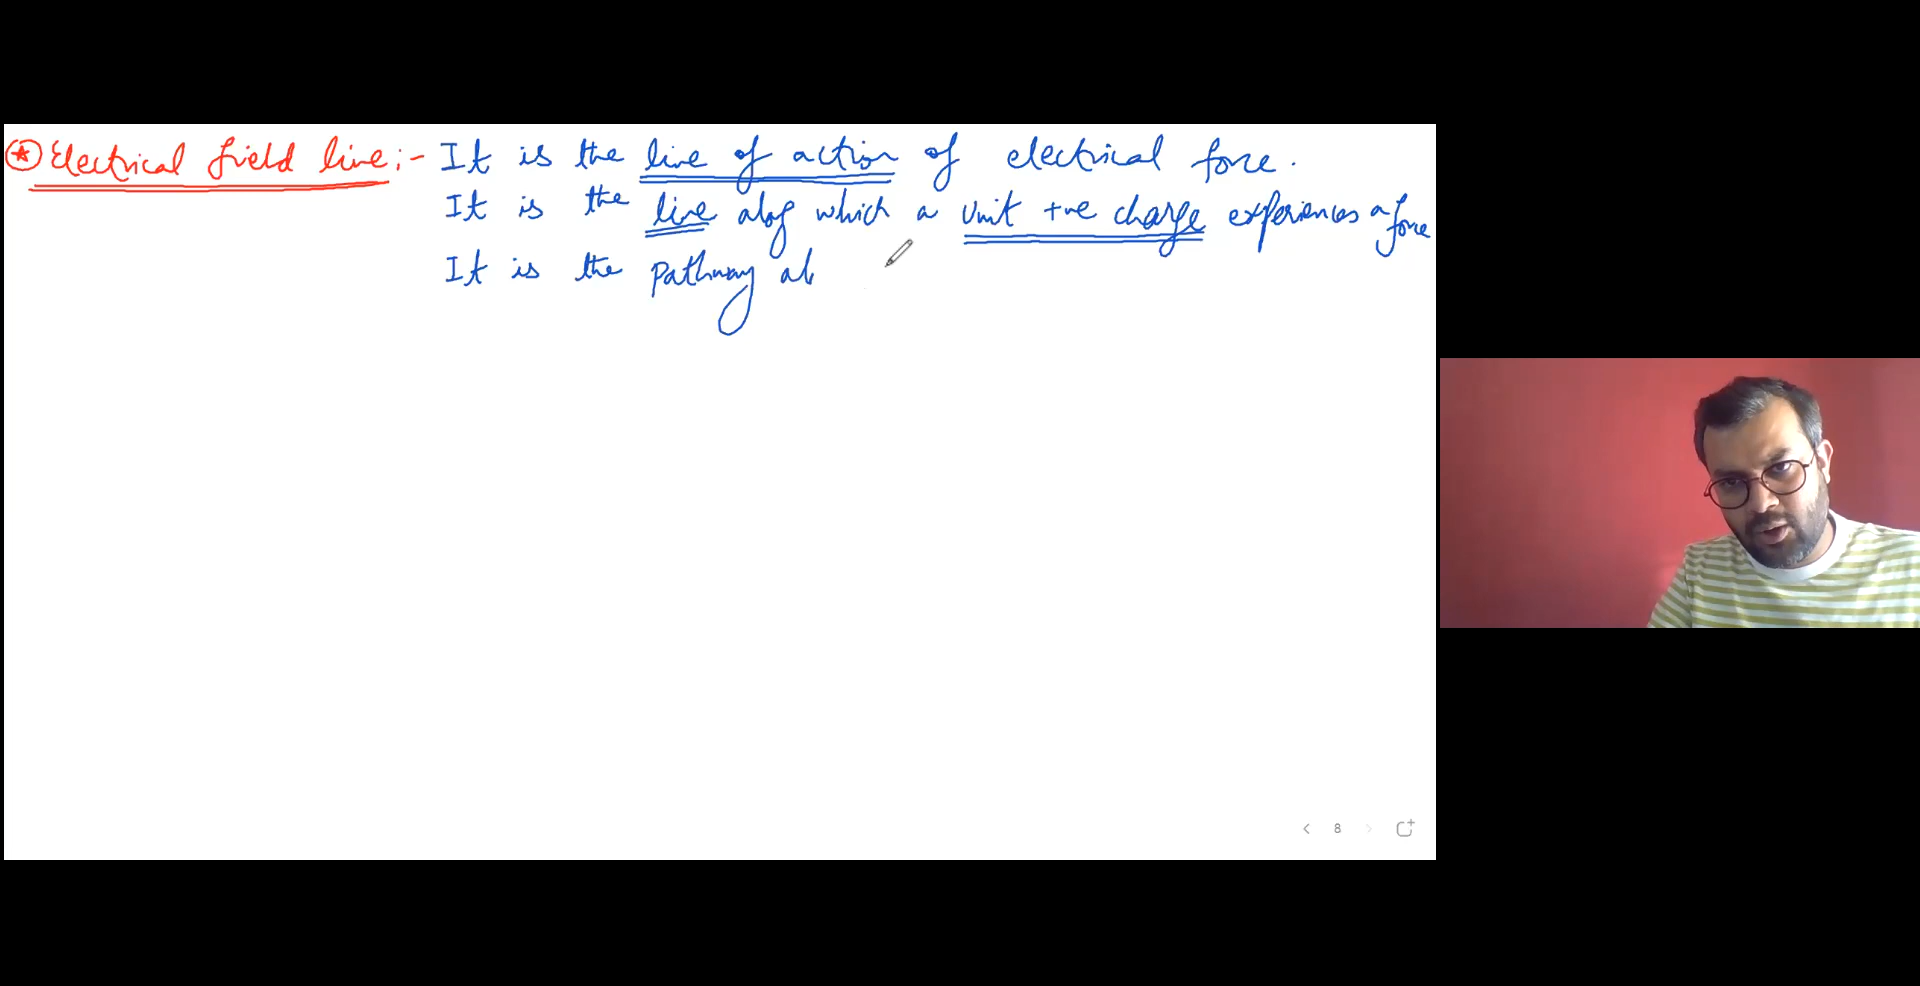 Electrical field line :- It is the line of action of electrical force.
It is the line alog which a unit +ve charge experiences a force
It is the pathway al
8